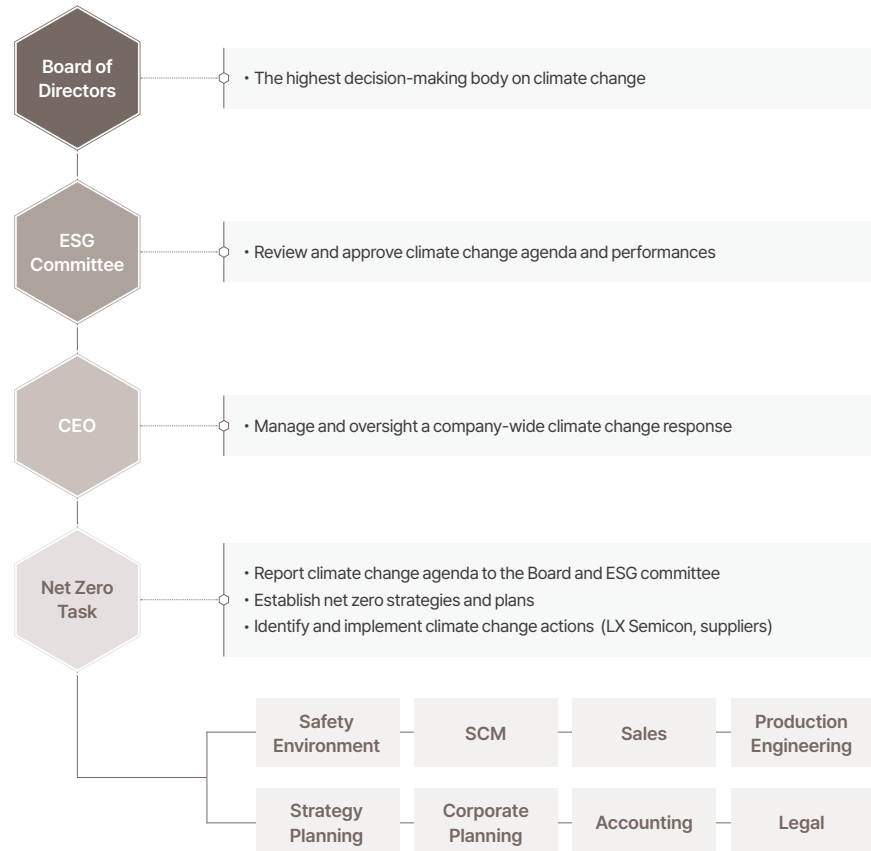 Board of
Directors
• The highest decision-making body on climate change
ESG
Committee
• Review and approve climate change agenda and performances
CEO
• Manage and oversight a company-wide climate change response
Net Zero
Task
• Report climate change agenda to the Board and ESG committee
• Establish net zero strategies and plans
• Identify and implement climate change actions (LX Semicon, suppliers)
Safety
Environment
SCM
Sales
Production
Engineering
Strategy
Planning
Corporate
Planning
Accounting
Legal